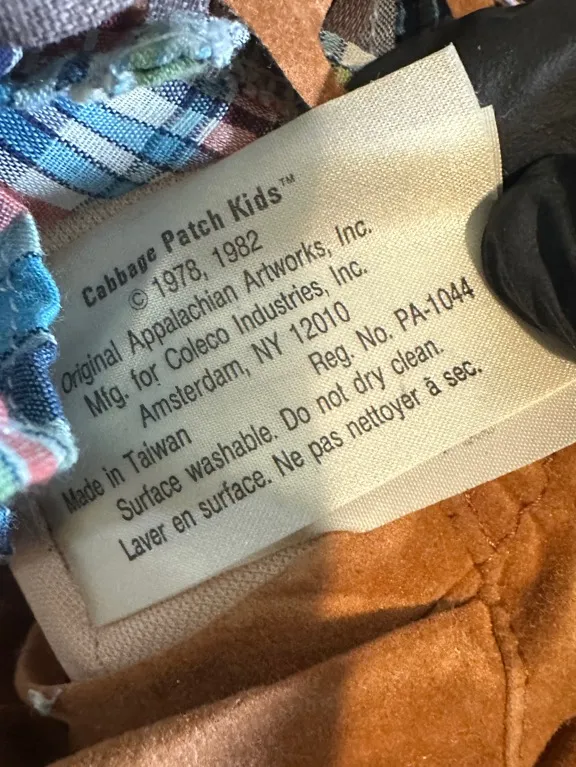 Cabbage Patch Kids™
© 1978, 1982
Original Appalachian Artworks, Inc.
Mfg. for Coleco Industries, Inc.
Amsterdam, NY 12010
Reg. No. PA-1044
Made in Taiwan
Surface washable. Do not dry clean.
Laver en surface. Ne pas nettoyer ā sec.